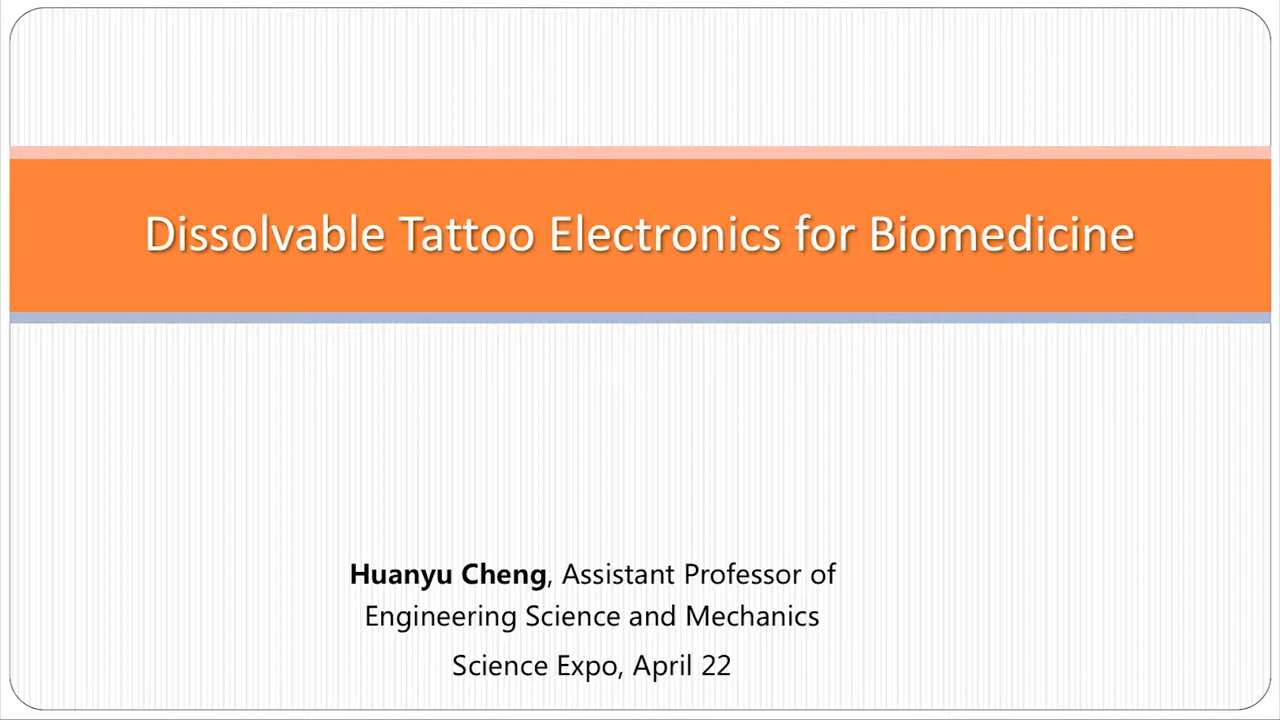 Dissolvable Tattoo Electronics for Biomedicine
Huanyu Cheng, Assistant Professor of
Engineering Science and Mechanics
Science Expo, April 22